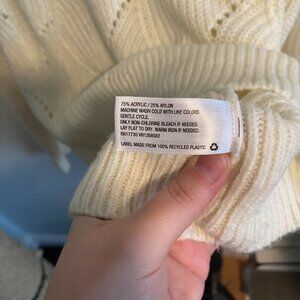 75% ACRYLIC / 25% NYLON
MACHINE WASH COLD WITH LIKE COLORS.
GENTLE CYCLE.
ONLY NON-CHLORINE BLEACH IF NEEDED.
LAY FLAT TO DRY. WARM IRON IF NEEDED.
LABEL MADE FROM 100% RECYCLED PLASTIC